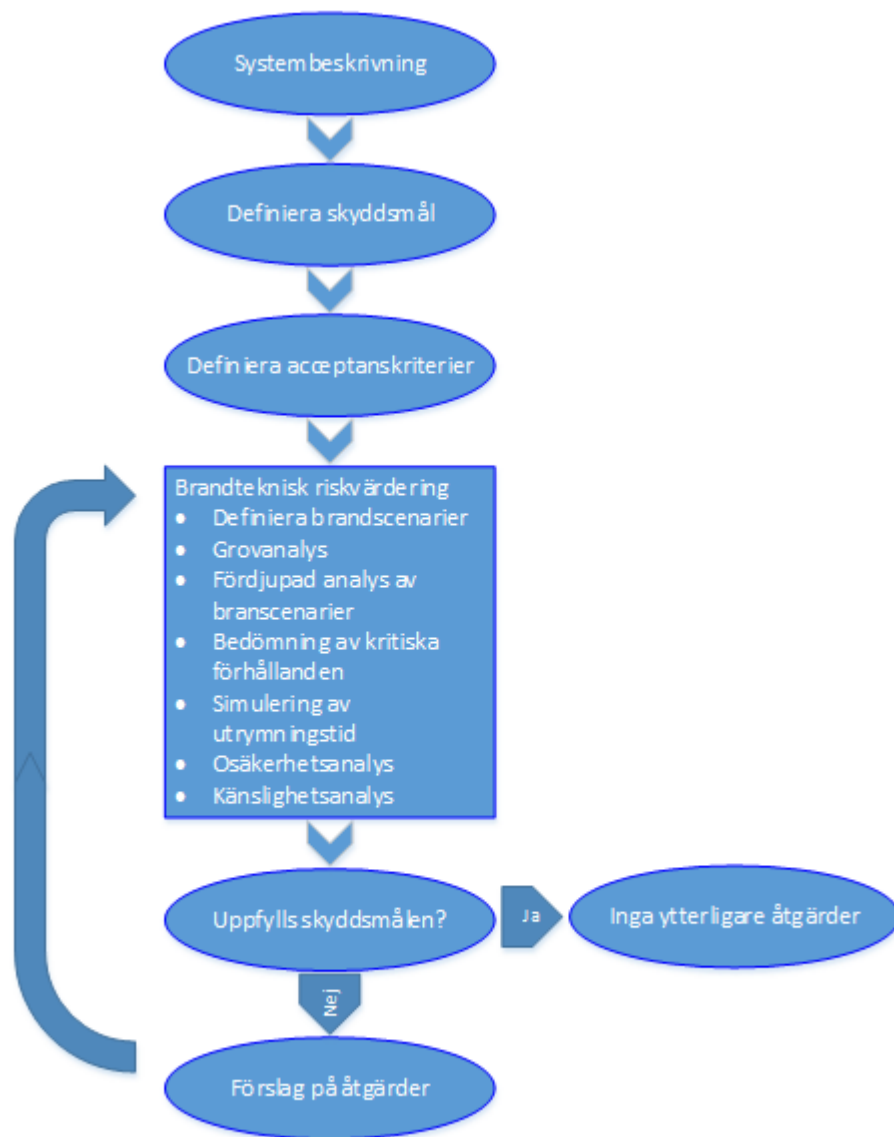 Systembeskrivning
Definiera skyddsmål
Definiera acceptanskriterier
Brandteknisk riskvärdering
• Definiera brandscenarier
• Grovanalys
• Fördjupad analys av
branscenarier
• Bedömning av kritiska
förhållanden
• Simulering av
utrymningstid
• Osäkerhetsanalys
• Känslighetsanalys
Uppfylls skyddsmålen?
Ja
Inga ytterligare åtgärder
Nej
Förslag på åtgärder